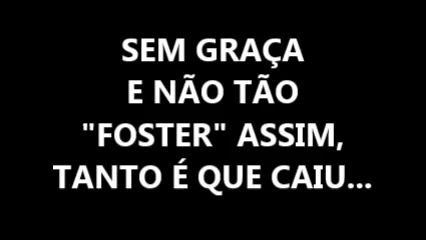 SEM GRAÇA
E NÃO TÃO
"FOSTER" ASSIM,
TANTO É QUE CAIU...